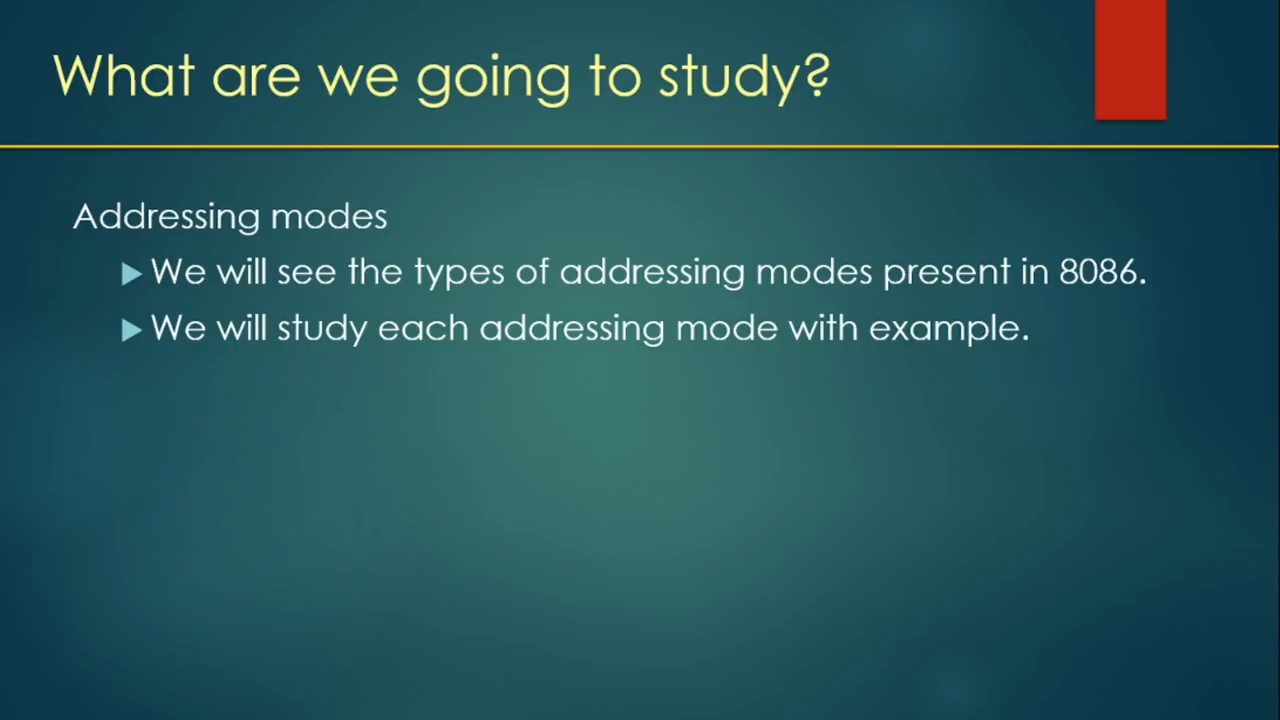 What are we going to study?
Addressing modes
We will see the types of addressing modes present in 8086.
We will study each addressing mode with example.